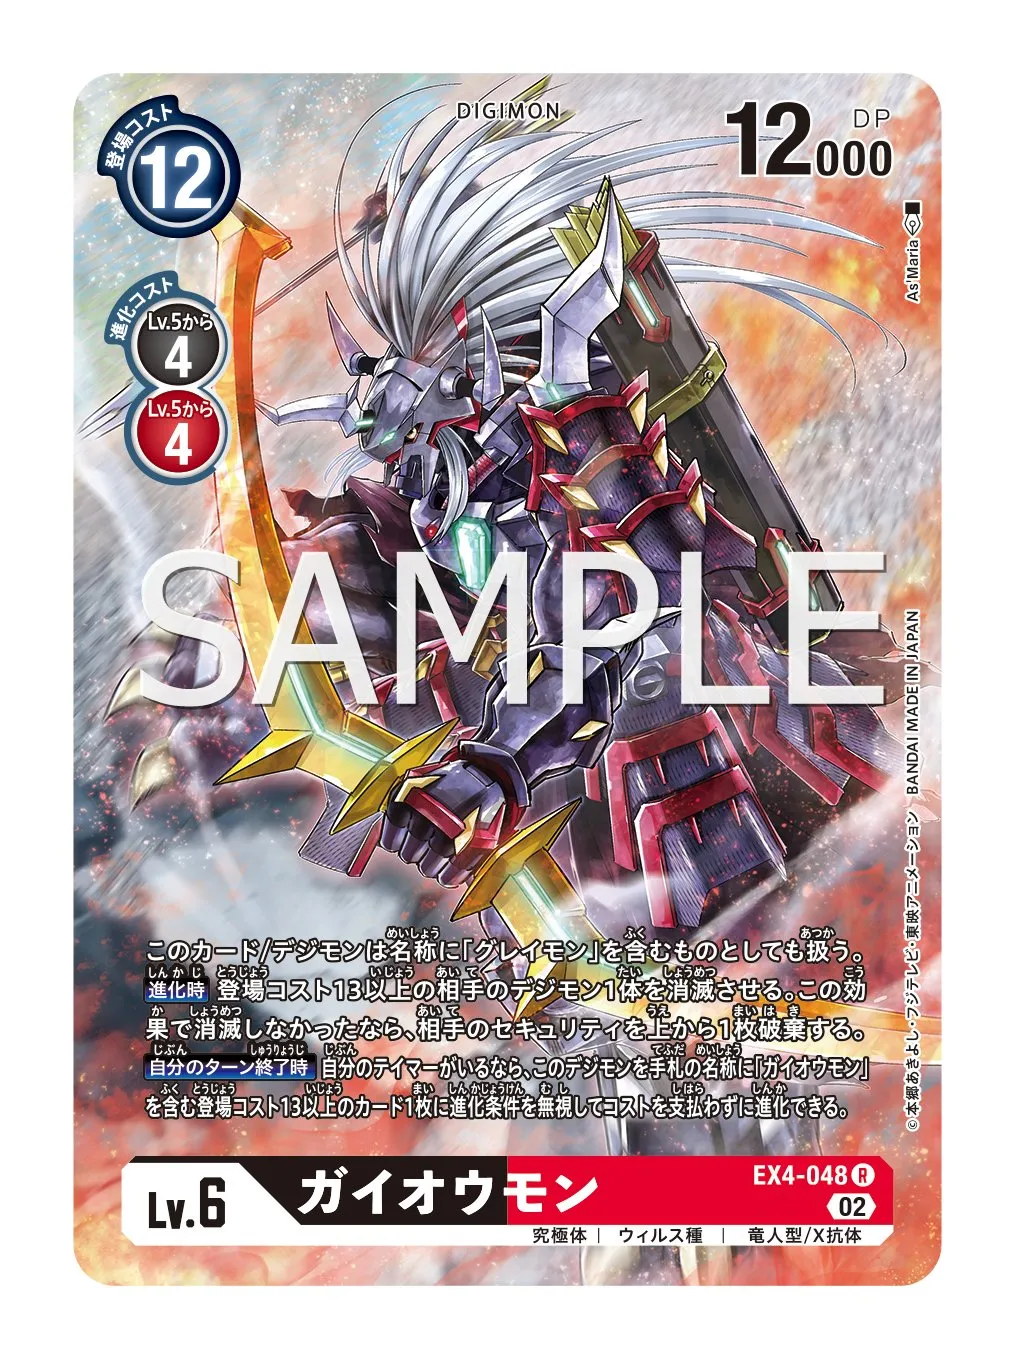 DIGIMON
登場コスト
12
12000
DP
進化コスト
Lv.5から
4
Lv.5から
4
As'Maria
SAMPLE
このカード/デジモンは名称に「グレイモン」を含むものとしても扱う。
進化時 登場コスト13以上の相手のデジモン1体を消滅させる。この効
果で消滅しなかったなら、相手のセキュリティを上から1枚破棄する。
自分のターン終了時 自分のテイマーがいるなら、このデジモンを手札の名称に「ガイオウモン」
を含む登場コスト13以上のカード1枚に進化条件を無視してコストを支払わずに進化できる。
©本郷あきよし・フジテレビ・東映アニメーション BANDAI MADE IN JAPAN
Lv.6
ガイオウモン
EX4-048 R
02
究極体 | ウィルス種 | 竜人型/X抗体